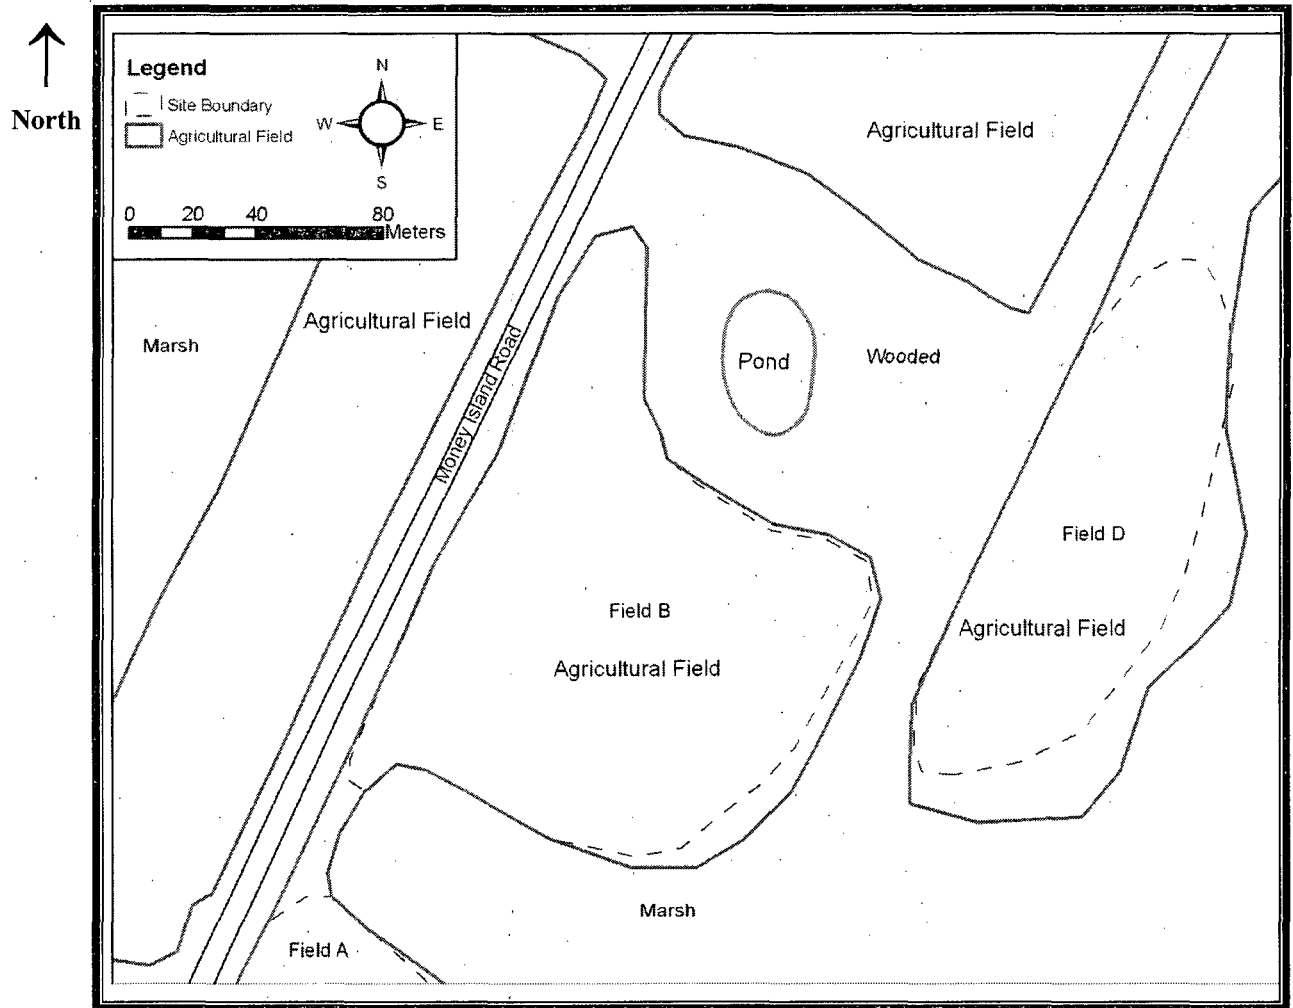 North
Legend
Site Boundary
Agricultural Field
N
W
E
S
0 20 40 80
Meters
Agricultural Field
Agricultural Field
Marsh
Money Island Road
Pond
Wooded
Field D
Field B
Agricultural Field
Agricultural Field
Marsh
Field A